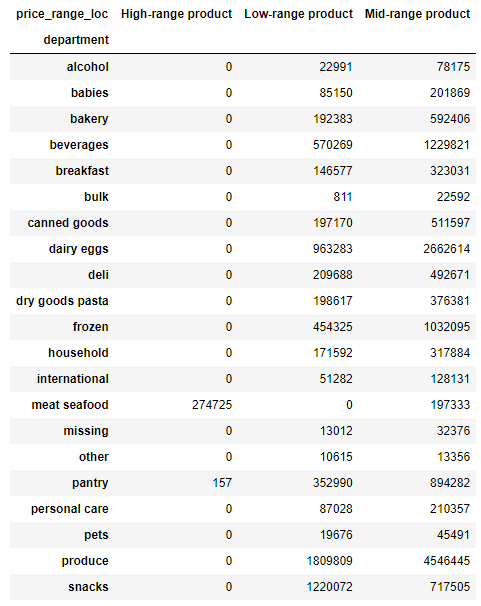 price_range_loc High-range product Low-range product Mid-range product
department
alcohol 0 22991 78175
babies 0 85150 201869
bakery 0 192383 592406
beverages 0 570269 1229821
breakfast 0 146577 323031
bulk 0 811 22592
canned goods 0 197170 511597
dairy eggs 0 963283 2662614
deli 0 209688 492671
dry goods pasta 0 198617 376381
frozen 0 454325 1032095
household 0 171592 317884
international 0 51282 128131
meat seafood 274725 0 197333
missing 0 13012 32376
other 0 10615 13356
pantry 157 352990 894282
personal care 0 87028 210357
pets 0 19676 45491
produce 0 1809809 4546445
snacks 0 1220072 717505